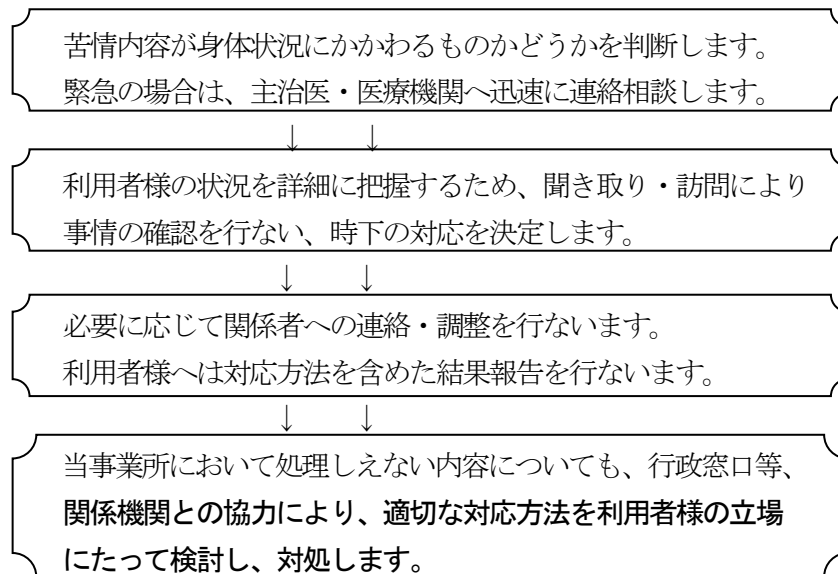 苦情内容が身体状況にかかわるものかどうかを判断します。
緊急の場合は、主治医・医療機関へ迅速に連絡相談します。
↓ ↓
利用者様の状況を詳細に把握するため、聞き取り・訪問により
事情の確認を行ない、時下の対応を決定します。
↓ ↓
必要に応じて関係者への連絡・調整を行ないます。
利用者様へは対応方法を含めた結果報告を行ないます。
↓ ↓
当事業所において処理しえない内容についても、行政窓口等、
関係機関との協力により、適切な対応方法を利用者様の立場
にたって検討し、対処します。